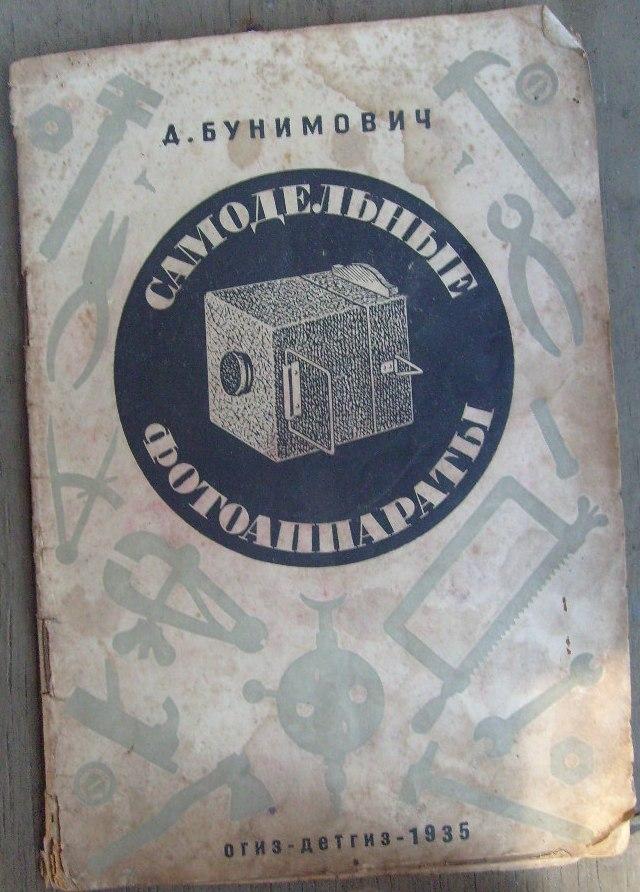 Д. БУНИМОВИЧ
САМОДЕЛЬНЫЕ
ФОТОАППАРАТЫ
ОГИЗ-ДЕТГИЗ-1935